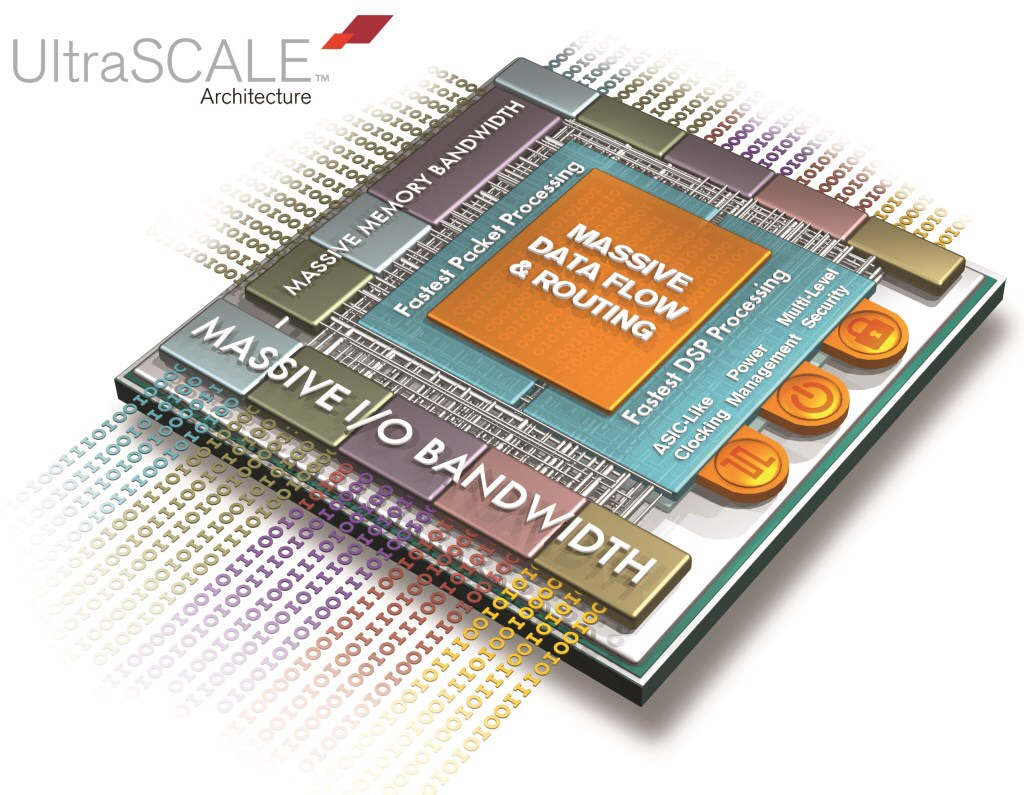 UltraSCALE™
Architecture
MASSIVE MEMORY BANDWIDTH
Fastest Packet Processing
MASSIVE
DATA FLOW
& ROUTING
Fastest DSP Processing
Multi-Level
Security
Power
Management
ASIC-Like
Clocking
MASSIVE I/O BANDWIDTH